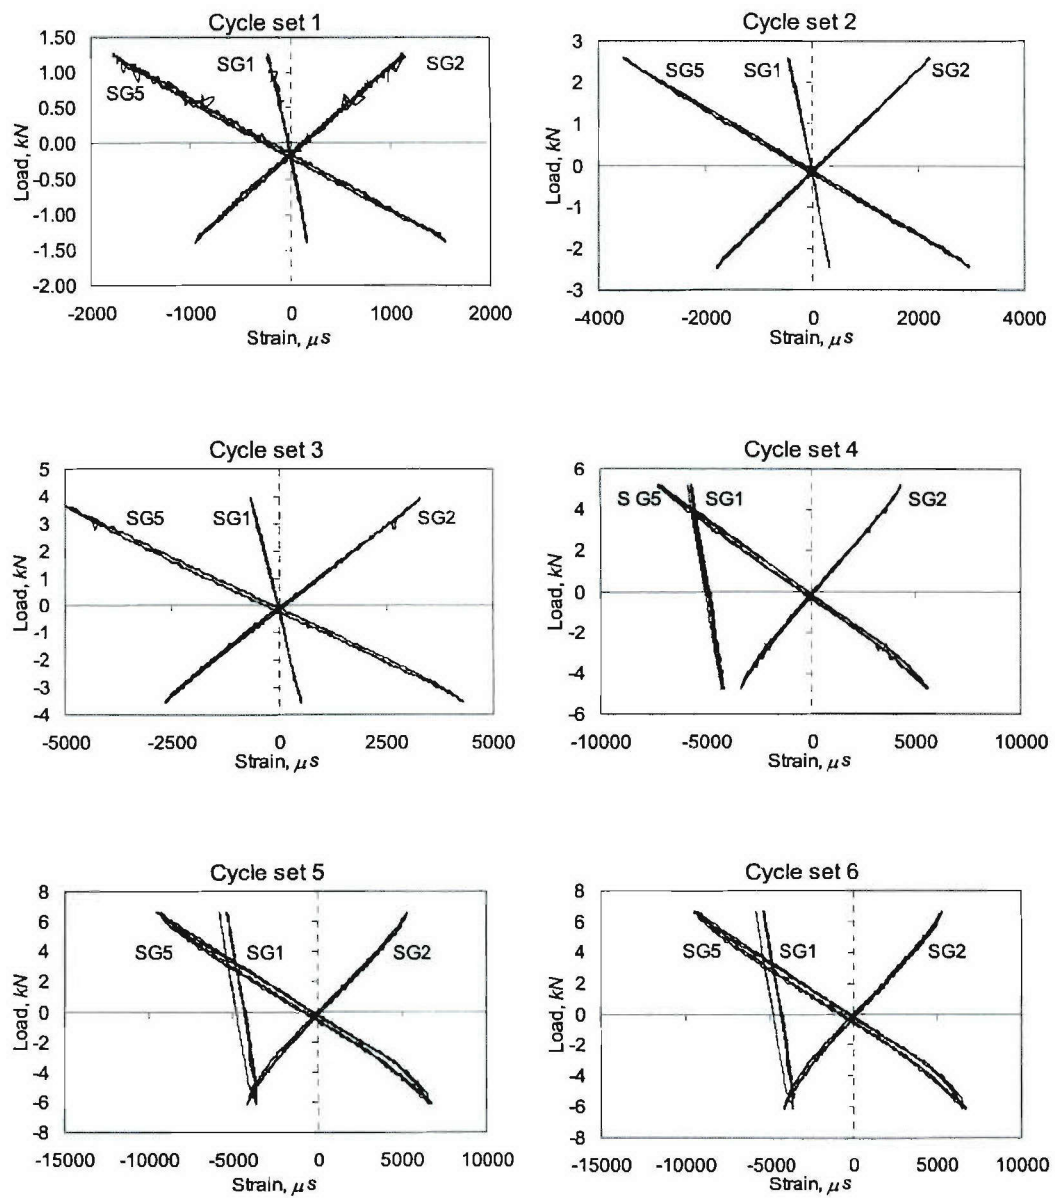 Cycle set 1
1.50
1.00
0.50
0.00
-0.50
-1.00
-1.50
-2.00
Load, kN
SG5
SG1
SG2
-2000 -1000 0 1000 2000
Strain, μs
Cycle set 2
3
2
1
0
-1
-2
-3
Load, kN
SG5
SG1
SG2
-4000 -2000 0 2000 4000
Strain, μs
Cycle set 3
5
4
3
2
1
0
-1
-2
-3
-4
Load, kN
SG5
SG1
SG2
-5000 -2500 0 2500 5000
Strain, μs
Cycle set 4
6
4
2
0
-2
-4
-6
Load, kN
S G5
SG1
SG2
-10000 -5000 0 5000 10000
Strain, μs
Cycle set 5
8
6
4
2
0
-2
-4
-6
-8
Load, kN
SG5
SG1
SG2
-15000 -10000 -5000 0 5000 10000
Strain, μs
Cycle set 6
8
6
4
2
0
-2
-4
-6
-8
Load, kN
SG5
SG1
SG2
-15000 -10000 -5000 0 5000 10000
Strain, μs